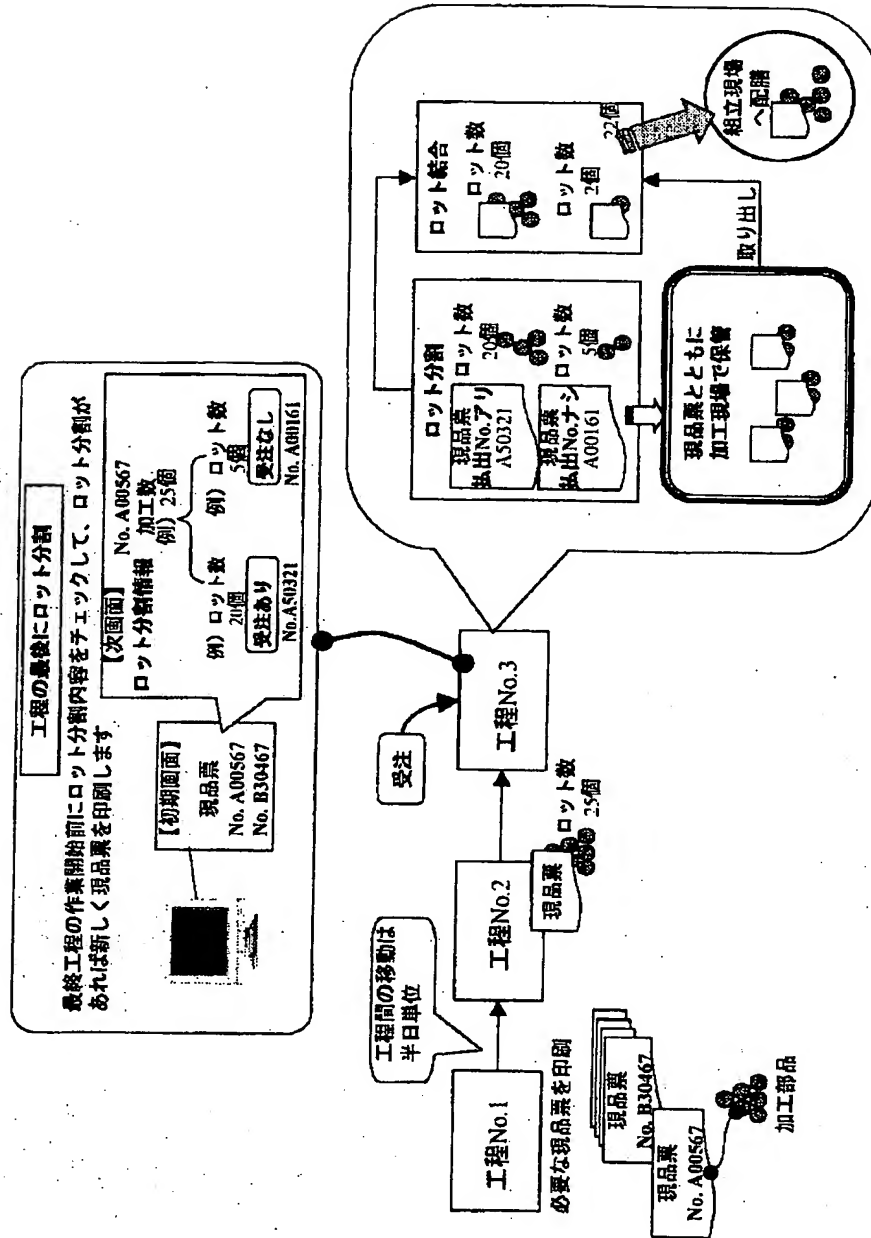 工程の最後にロット分割
最終工程の作業開始前にロット分割内容をチェックして、ロット分割が
あれば新しく現品票を印刷します
【初期画面】
現品票
No. A00567
No. B30467
【次画面】
ロット分割情報
No. A00567
加工数
例）25個
例）ロット数
20個
受注あり
No.A50321
例）ロット数
5個
受注なし
No. A00161
工程No.1
工程間の移動は
半日単位
工程No.2
受注
工程No.3
必要な現品票を印刷
現品票
No. A00567
現品票
No. B30467
加工部品
現品票
ロット数
25個
ロット分割
現品票
払出No.アリ
A50321
ロット数
20個
現品票
払出No.ナシ
A00161
ロット数
5個
ロット結合
ロット数
20個
ロット数
2個
22個
現品票とともに
加工現場で保管
取り出し
組立現場
へ配膳